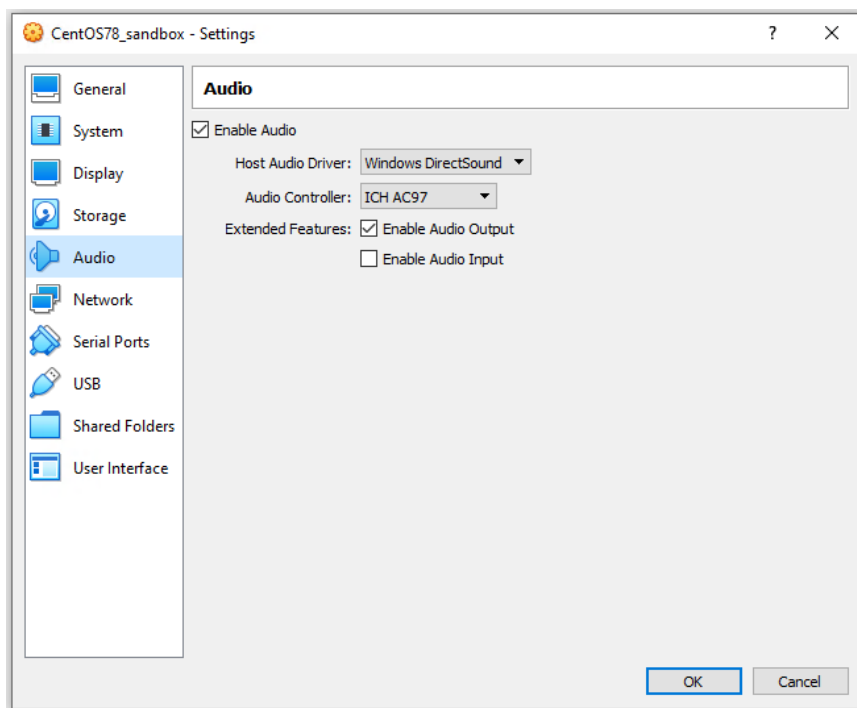 CentOS78_sandbox - Settings
?
General
System
Display
Storage
Audio
Network
Serial Ports
USB
Shared Folders
User Interface
Audio
Enable Audio
Host Audio Driver: Windows DirectSound
Audio Controller: ICH AC97
Extended Features: Enable Audio Output
Enable Audio Input
OK Cancel